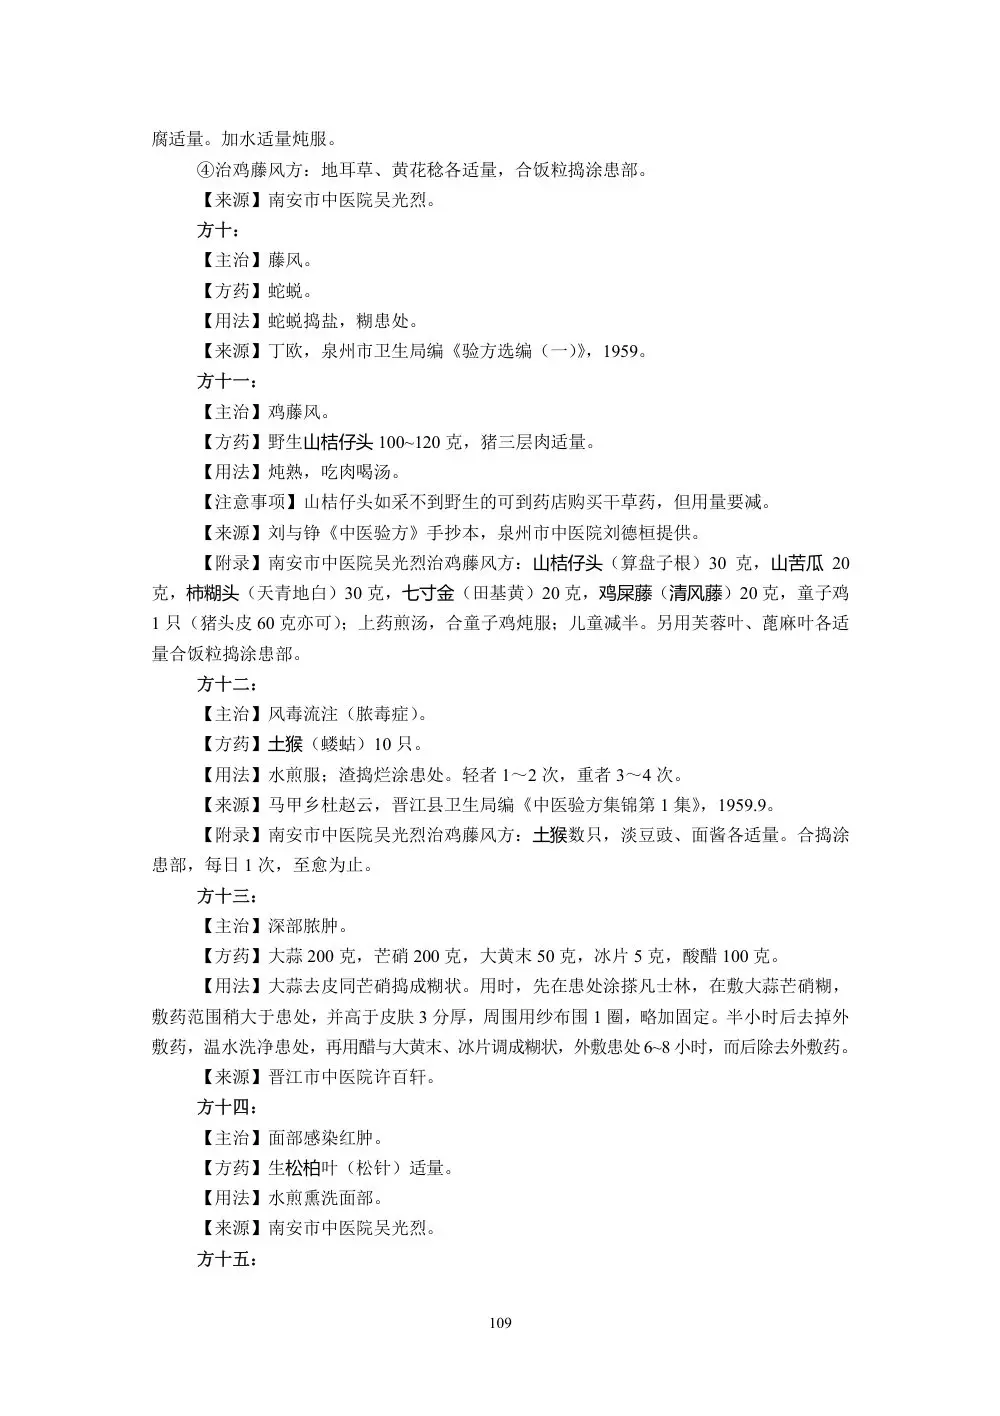 腐适量。加水适量炖服。
④治鸡藤风方：地耳草、黄花稔各适量，合饭粒捣涂患部。
【来源】南安市中医院吴光烈。
方十：
【主治】藤风。
【方药】蛇蜕。
【用法】蛇蜕捣盐，糊患处。
【来源】丁欧，泉州市卫生局编《验方选编（一）》，1959。
方十一：
【主治】鸡藤风。
【方药】野生山桔仔头 100~120 克，猪三层肉适量。
【用法】炖熟，吃肉喝汤。
【注意事项】山桔仔头如采不到野生的可到药店购买干草药，但用量要减。
【来源】刘与铮《中医验方》手抄本，泉州市中医院刘德桓提供。
【附录】南安市中医院吴光烈治鸡藤风方：山桔仔头（算盘子根）30 克，山苦瓜 20
克，柿糊头（天青地白）30 克，七寸金（田基黄）20 克，鸡屎藤（清风藤）20 克，童子鸡
1 只（猪头皮 60 克亦可）；上药煎汤，合童子鸡炖服；儿童减半。另用芙蓉叶、蓖麻叶各适
量合饭粒捣涂患部。
方十二：
【主治】风毒流注（脓毒症）。
【方药】土猴（蝼蛄）10 只。
【用法】水煎服；渣捣烂涂患处。轻者 1～2 次，重者 3～4 次。
【来源】马甲乡杜赵云，晋江县卫生局编《中医验方集锦第 1 集》，1959.9。
【附录】南安市中医院吴光烈治鸡藤风方：土猴数只，淡豆豉、面酱各适量。合捣涂
患部，每日 1 次，至愈为止。
方十三：
【主治】深部脓肿。
【方药】大蒜 200 克，芒硝 200 克，大黄末 50 克，冰片 5 克，酸醋 100 克。
【用法】大蒜去皮同芒硝捣成糊状。用时，先在患处涂搽凡士林，在敷大蒜芒硝糊，
敷药范围稍大于患处，并高于皮肤 3 分厚，周围用纱布围 1 圈，略加固定。半小时后去掉外
敷药，温水洗净患处，再用醋与大黄末、冰片调成糊状，外敷患处 6~8 小时，而后除去外敷药。
【来源】晋江市中医院许百轩。
方十四：
【主治】面部感染红肿。
【方药】生松柏叶（松针）适量。
【用法】水煎熏洗面部。
【来源】南安市中医院吴光烈。
方十五：
109